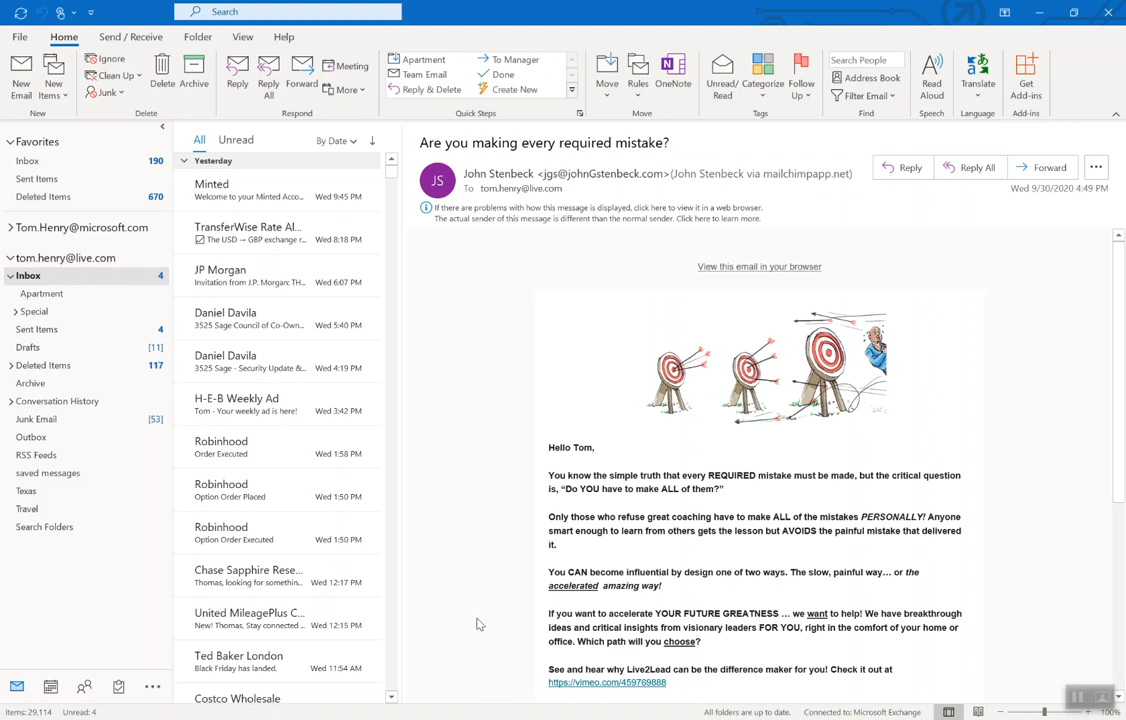 Search
File Home Send / Receive Folder View Help
New Email
New Items
New
Ignore
Clean Up
Junk
Delete
Archive
Delete
Reply
Reply All
Forward
Meeting
More
Respond
Apartment
Team Email
Reply & Delete
To Manager
Done
Create New
Quick Steps
Move
Rules
OneNote
Move
Unread/ Read
Categorize
Follow Up
Tags
Search People
Address Book
Filter Email
Find
Read Aloud
Speech
Translate
Language
Get Add-ins
Add-ins
Favorites
Inbox 190
Sent Items
Deleted Items 670
Tom.Henry@microsoft.com
tom.henry@live.com
Inbox 4
Apartment
Special
Sent Items 4
Drafts [11]
Deleted Items 117
Archive
Conversation History
Junk Email [53]
Outbox
RSS Feeds
saved messages
Texas
Travel
Search Folders
All Unread By Date
Yesterday
Minted
Welcome to your Minted Acco... Wed 9:45 PM
TransferWise Rate Al...
The USD → GBP exchange r... Wed 8:18 PM
JP Morgan
Invitation from J.P. Morgan: TH... Wed 6:07 PM
Daniel Davila
3525 Sage Council of Co-Own... Wed 5:40 PM
Daniel Davila
3525 Sage - Security Update &... Wed 4:19 PM
H-E-B Weekly Ad
Tom - Your weekly ad is here! Wed 3:42 PM
Robinhood
Order Executed Wed 1:58 PM
Robinhood
Option Order Placed Wed 1:50 PM
Robinhood
Option Order Executed Wed 1:50 PM
Chase Sapphire Rese...
Thomas, looking for somethin... Wed 12:17 PM
United MileagePlus C...
New! Thomas, Stay connected ... Wed 12:15 PM
Ted Baker London
Black Friday has landed. Wed 11:54 AM
Costco Wholesale
Are you making every required mistake?
JS
John Stenbeck <jgs@johnGstenbeck.com>(John Stenbeck via mailchimpapp.net)
To tom.henry@live.com
Reply Reply All Forward
Wed 9/30/2020 4:49 PM
If there are problems with how this message is displayed, click here to view it in a web browser.
The actual sender of this message is different than the normal sender. Click here to learn more.
View this email in your browser
Hello Tom,
You know the simple truth that every REQUIRED mistake must be made, but the critical question
is, “Do YOU have to make ALL of them?”
Only those who refuse great coaching have to make ALL of the mistakes PERSONALLY! Anyone
smart enough to learn from others gets the lesson but AVOIDS the painful mistake that delivered
it.
You CAN become influential by design one of two ways. The slow, painful way… or the
accelerated amazing way!
If you want to accelerate YOUR FUTURE GREATNESS … we want to help! We have breakthrough
ideas and critical insights from visionary leaders FOR YOU, right in the comfort of your home or
office. Which path will you choose?
See and hear why Live2Lead can be the difference maker for you! Check it out at
https://vimeo.com/459769888
Items: 29,114 Unread: 4
All folders are up to date. Connected to: Microsoft Exchange
100%